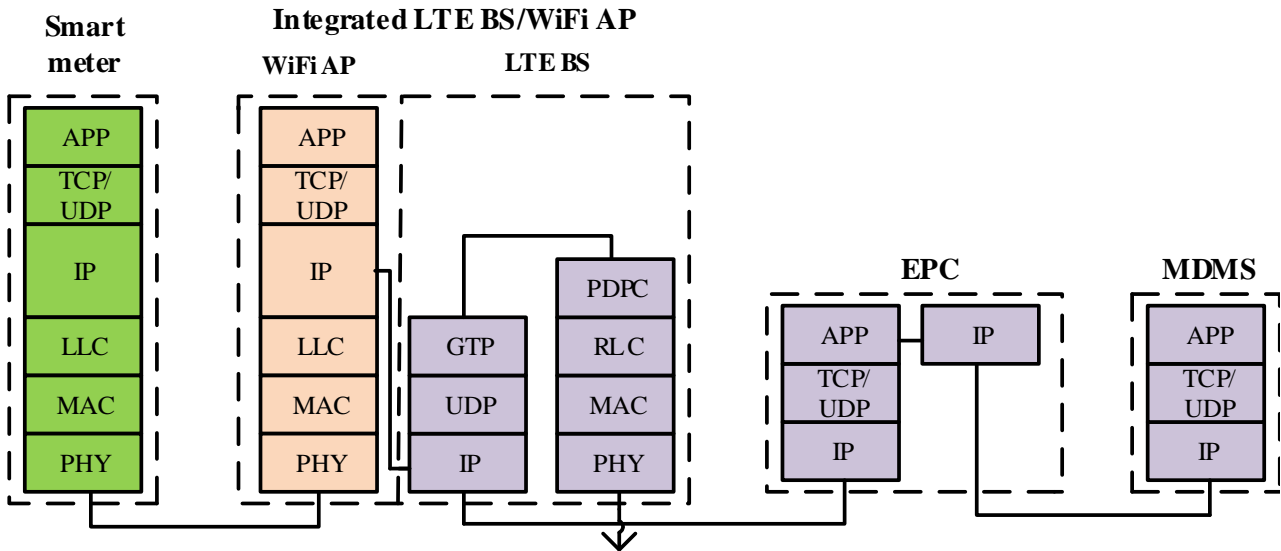 Smart
meter
Integrated LTE BS/WiFi AP
WiFi AP
LTE BS
APP
TCP/
UDP
IP
LLC
MAC
PHY
APP
TCP/
UDP
IP
LLC
MAC
PHY
GTP
UDP
IP
PDPC
RLC
MAC
PHY
EPC
APP
TCP/
UDP
IP
IP
MDMS
APP
TCP/
UDP
IP